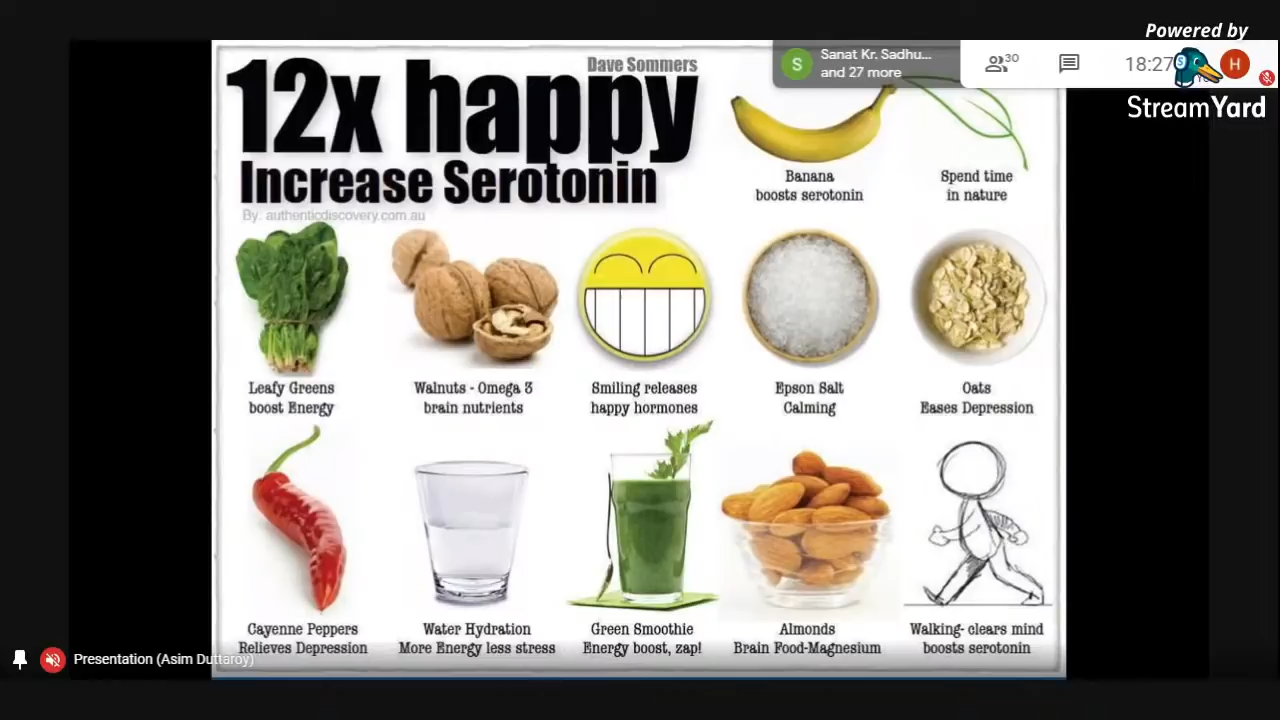 Powered by
StreamYard
Sanat Kr. Sadhu...
and 27 more
30
18:27
S
H
Dave Sommers
12x happy
Increase Serotonin
By: authenticdiscovery.com.au
Banana
boosts serotonin
Spend time
in nature
Leafy Greens
boost Energy
Walnuts - Omega 3
brain nutrients
Smiling releases
happy hormones
Epson Salt
Calming
Oats
Eases Depression
Cayenne Peppers
Relieves Depression
Water Hydration
More Energy less stress
Green Smoothie
Energy boost, zap!
Almonds
Brain Food-Magnesium
Walking- clears mind
boosts serotonin
Presentation (Asim Duttaroy)